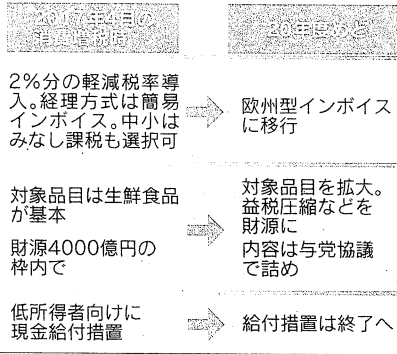 2017年4月の
消費増税時
20年度めど
2%分の軽減税率導
入。経理方式は簡易
インボイス。中小は
みなし課税も選択可
欧州型インボイス
に移行
対象品目は生鮮食品
が基本
財源4000億円の
枠内で
対象品目を拡大。
益税圧縮などを
財源に
内容は与党協議
で詰め
低所得者向けに
現金給付措置
給付措置は終了へ